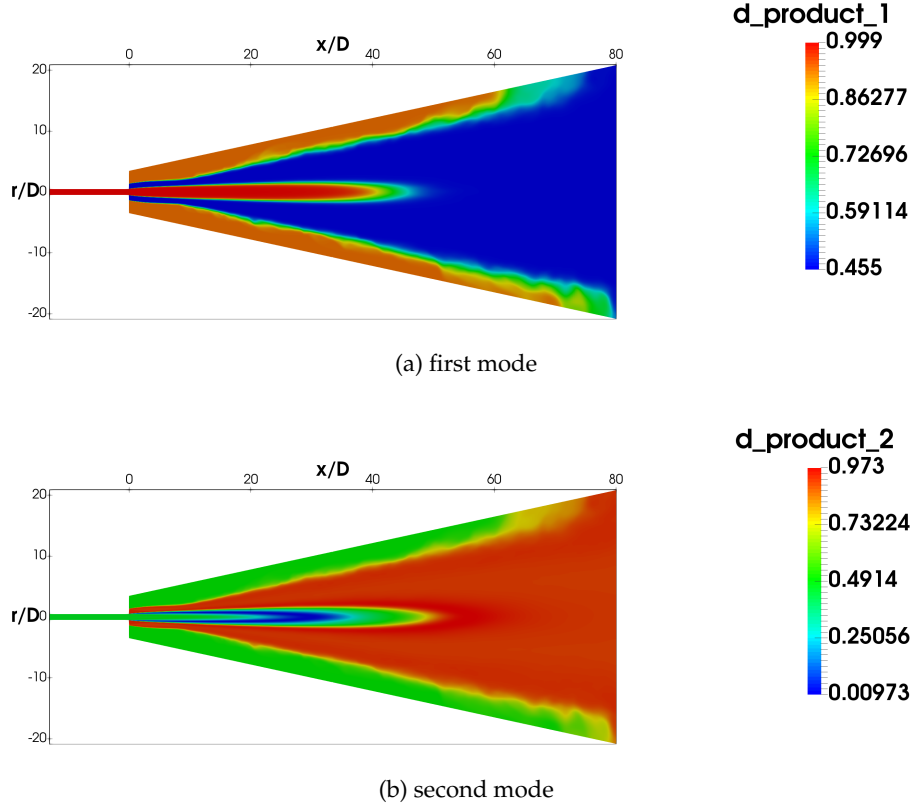 d_product_1
x/D
0 20 40 60 80
0.999
20
0.86277
10
0.72696
r/D 0
0.59114
-10
0.455
-20
(a) first mode
d_product_2
x/D
0 20 40 60 80
0.973
20
0.73224
10
0.4914
r/D 0
0.25056
-10
0.00973
-20
(b) second mode